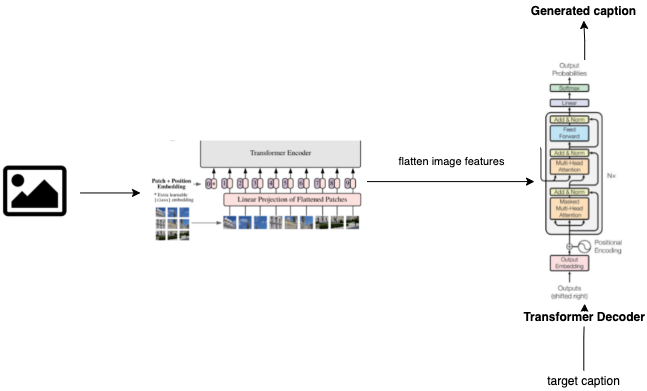 Generated caption
Output
Probabilities
Softmax
Linear
Add & Norm
Feed
Forward
Add & Norm
Multi-Head
Attention
Nx
Add & Norm
Masked
Multi-Head
Attention
Positional
Encoding
Output
Embedding
Outputs
(shifted right)
Transformer Decoder
target caption
flatten image features
Transformer Encoder
Patch + Position
Embedding
* Extra learnable
[class] embedding
0 * 1 2 3 4 5 6 7 8 9
Linear Projection of Flattened Patches